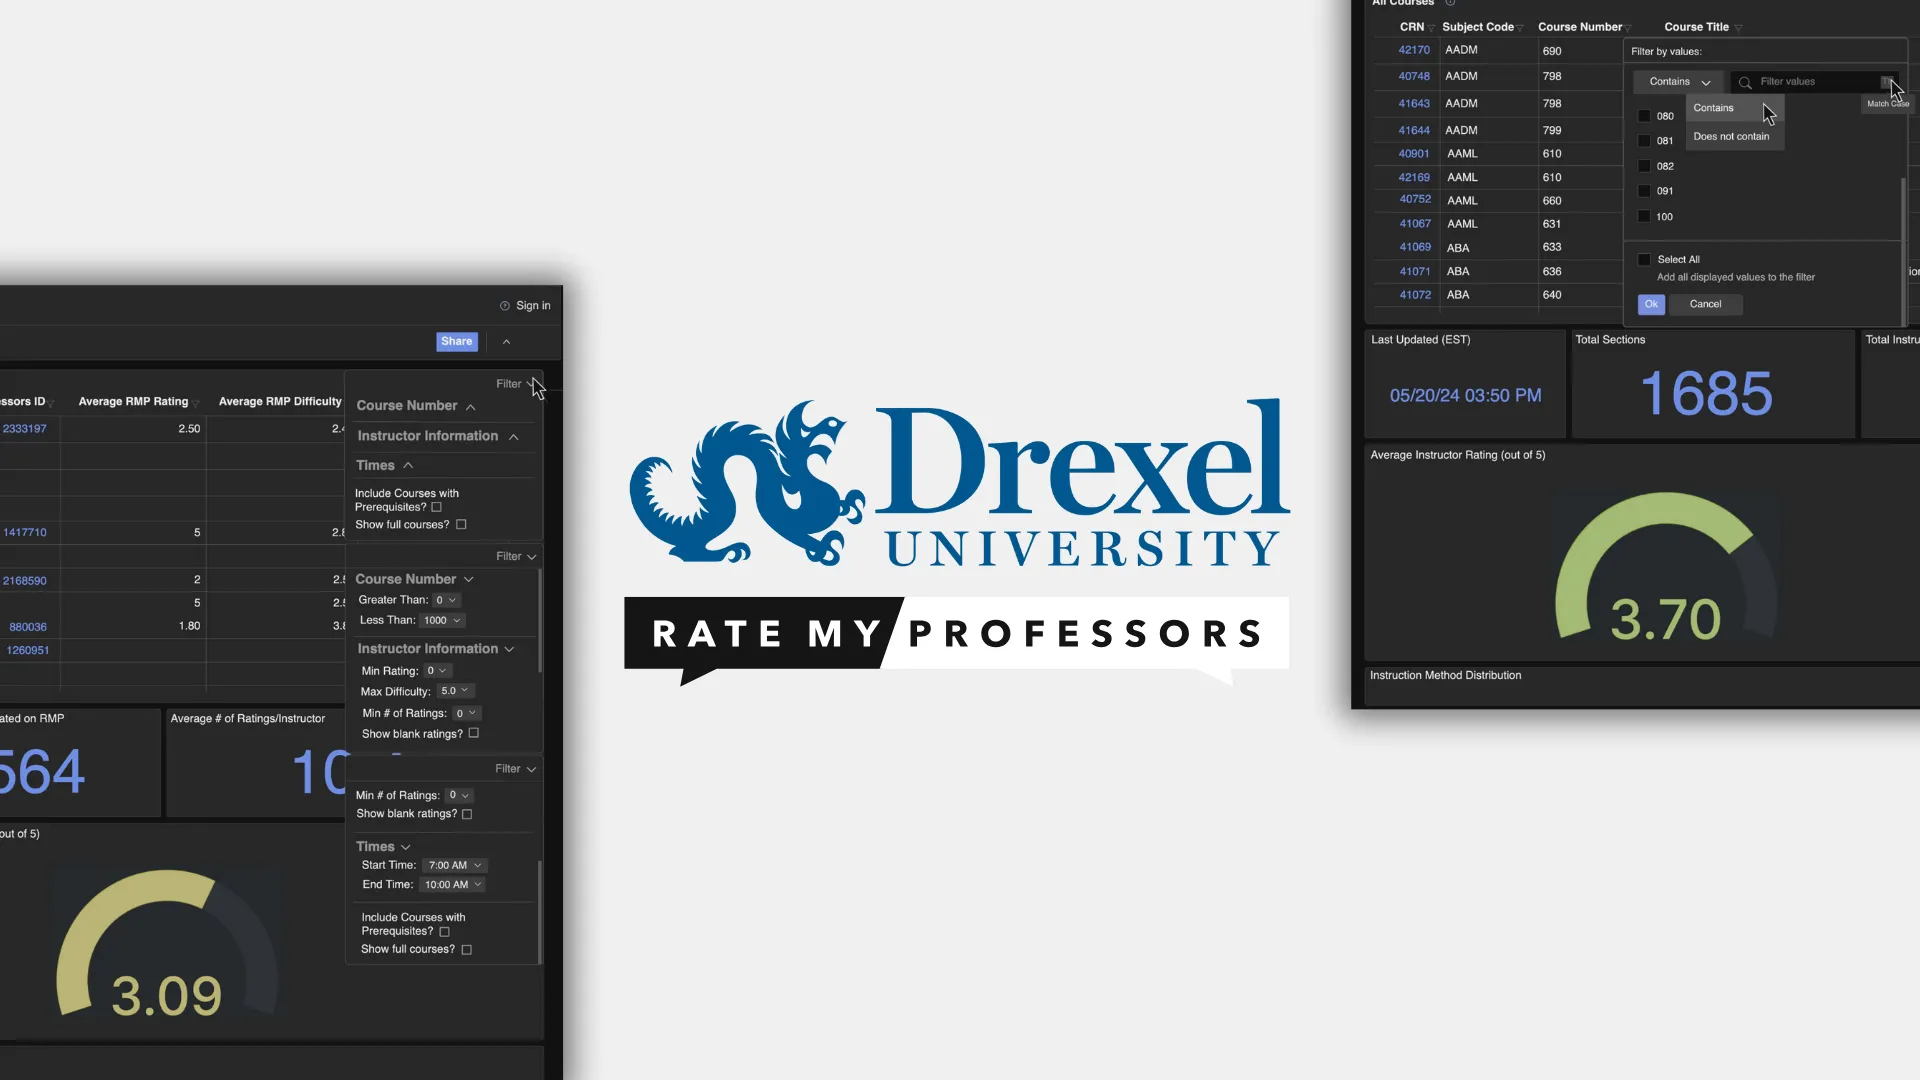 Sign in
Share
ssors ID Average RMP Rating Average RMP Difficulty
2333197 2.50 2.4
1417710 5 2.8
2168590 2 2.5
5 2.5
880036 1.80 3.8
1260951
Filter
Course Number
Instructor Information
Times
Include Courses with
Prerequisites?
Show full courses?
Filter
Course Number
Greater Than: 0
Less Than: 1000
Instructor Information
Min Rating: 0
Max Difficulty: 5.0
Min # of Ratings: 0
Show blank ratings?
Filter
Min # of Ratings: 0
Show blank ratings?
Times
Start Time: 7:00 AM
End Time: 10:00 AM
Include Courses with
Prerequisites?
Show full courses?
ated on RMP
564
Average # of Ratings/Instructor
10
out of 5)
3.09
Drexel
UNIVERSITY
RATE MY PROFESSORS
All Courses
CRN Subject Code Course Number Course Title
42170 AADM 690
40748 AADM 798
41643 AADM 798
41644 AADM 799
40901 AAML 610
42169 AAML 610
40752 AAML 660
41067 AAML 631
41069 ABA 633
41071 ABA 636
41072 ABA 640
Filter by values:
Contains Filter values
Match Case
Contains
Does not contain
080
081
082
091
100
Select All
Add all displayed values to the filter
Ok Cancel
Last Updated (EST)
05/20/24 03:50 PM
Total Sections
1685
Total Instru
Average Instructor Rating (out of 5)
3.70
Instruction Method Distribution